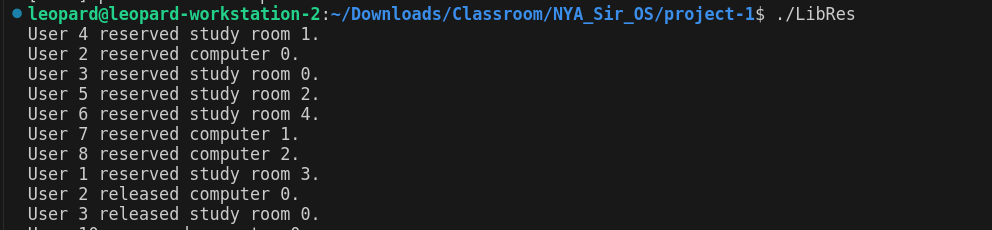 leopard@leopard-workstation-2:~/Downloads/Classroom/NYA_Sir_OS/project-1$ ./LibRes
User 4 reserved study room 1.
User 2 reserved computer 0.
User 3 reserved study room 0.
User 5 reserved study room 2.
User 6 reserved study room 4.
User 7 reserved computer 1.
User 8 reserved computer 2.
User 1 reserved study room 3.
User 2 released computer 0.
User 3 released study room 0.